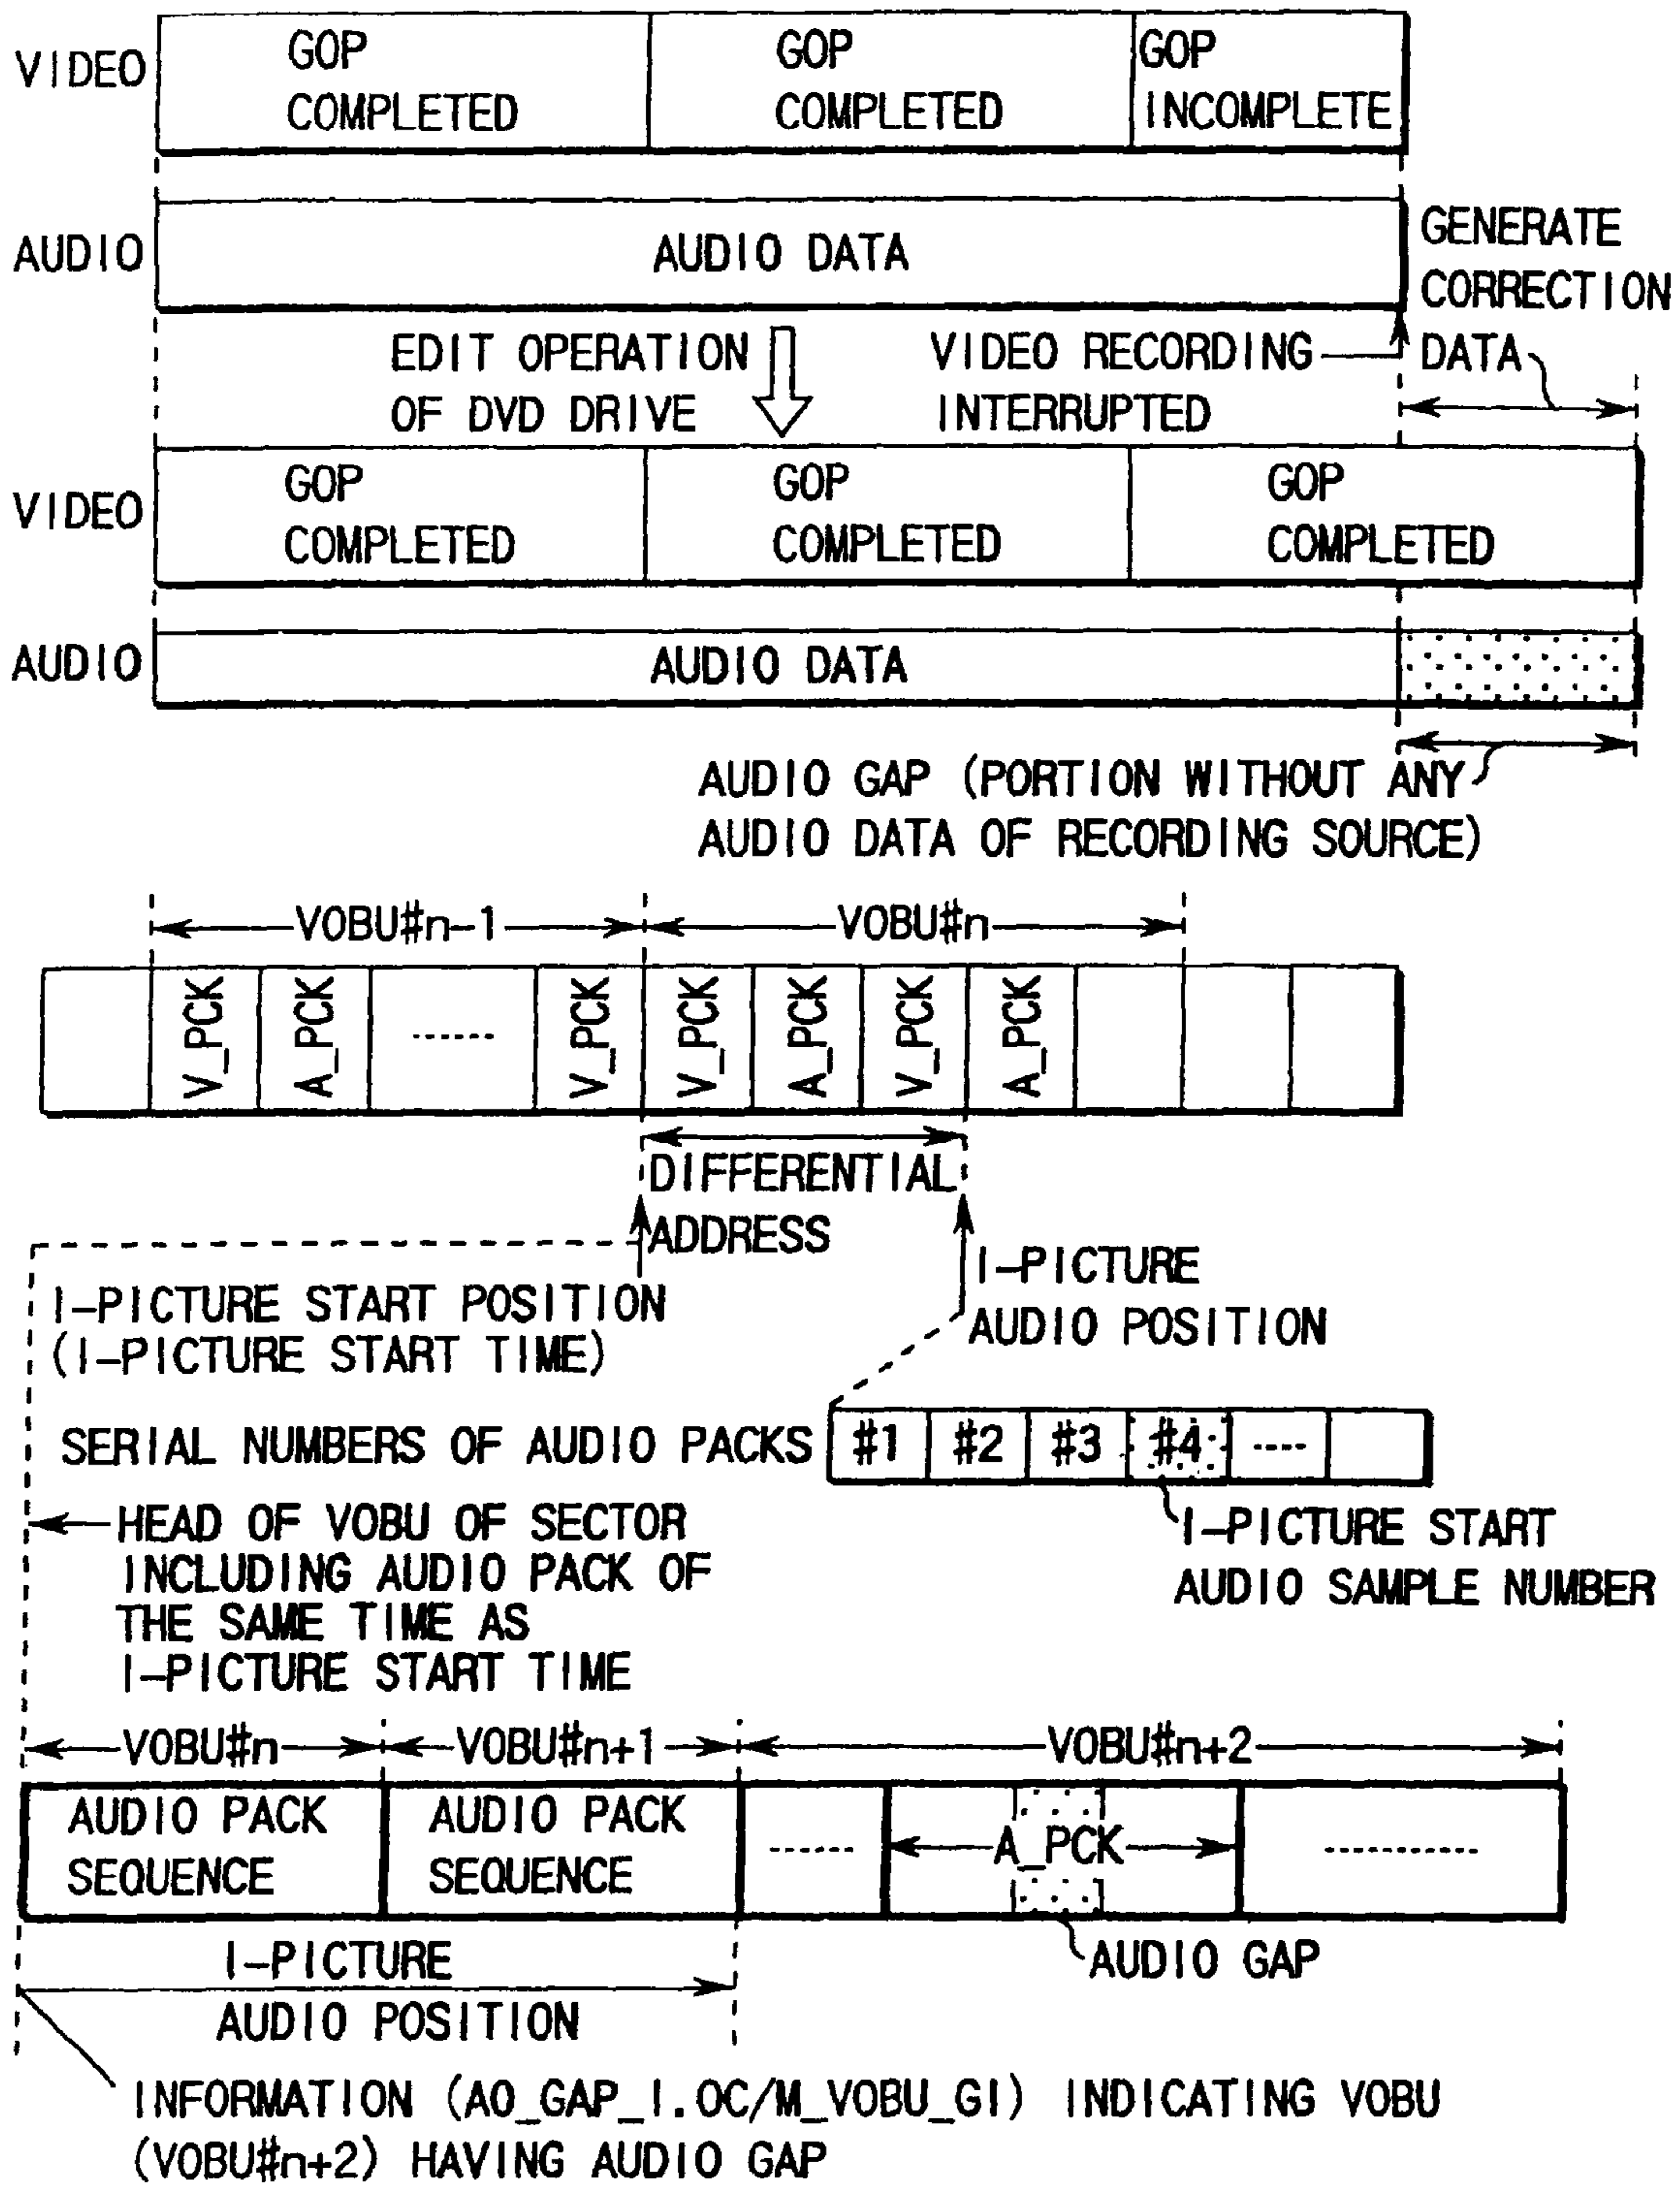 VIDEO
GOP
COMPLETED
GOP
COMPLETED
GOP
INCOMPLETE
AUDIO
AUDIO DATA
GENERATE
CORRECTION
DATA
EDIT OPERATION
OF DVD DRIVE
VIDEO RECORDING
INTERRUPTED
VIDEO
GOP
COMPLETED
GOP
COMPLETED
GOP
COMPLETED
AUDIO
AUDIO DATA
AUDIO GAP (PORTION WITHOUT ANY
AUDIO DATA OF RECORDING SOURCE)
VOBU#n-1
VOBU#n
V_PCK
A_PCK
V_PCK
V_PCK
A_PCK
V_PCK
A_PCK
DIFFERENTIAL
ADDRESS
I-PICTURE START POSITION
(I-PICTURE START TIME)
I-PICTURE
AUDIO POSITION
SERIAL NUMBERS OF AUDIO PACKS
#1
#2
#3
#4
I-PICTURE START
AUDIO SAMPLE NUMBER
HEAD OF VOBU OF SECTOR
INCLUDING AUDIO PACK OF
THE SAME TIME AS
I-PICTURE START TIME
VOBU#n
VOBU#n+1
VOBU#n+2
AUDIO PACK
SEQUENCE
AUDIO PACK
SEQUENCE
A_PCK
AUDIO GAP
I-PICTURE
AUDIO POSITION
INFORMATION (A0_GAP_I.0C/M_VOBU_GI) INDICATING VOBU
(VOBU#n+2) HAVING AUDIO GAP